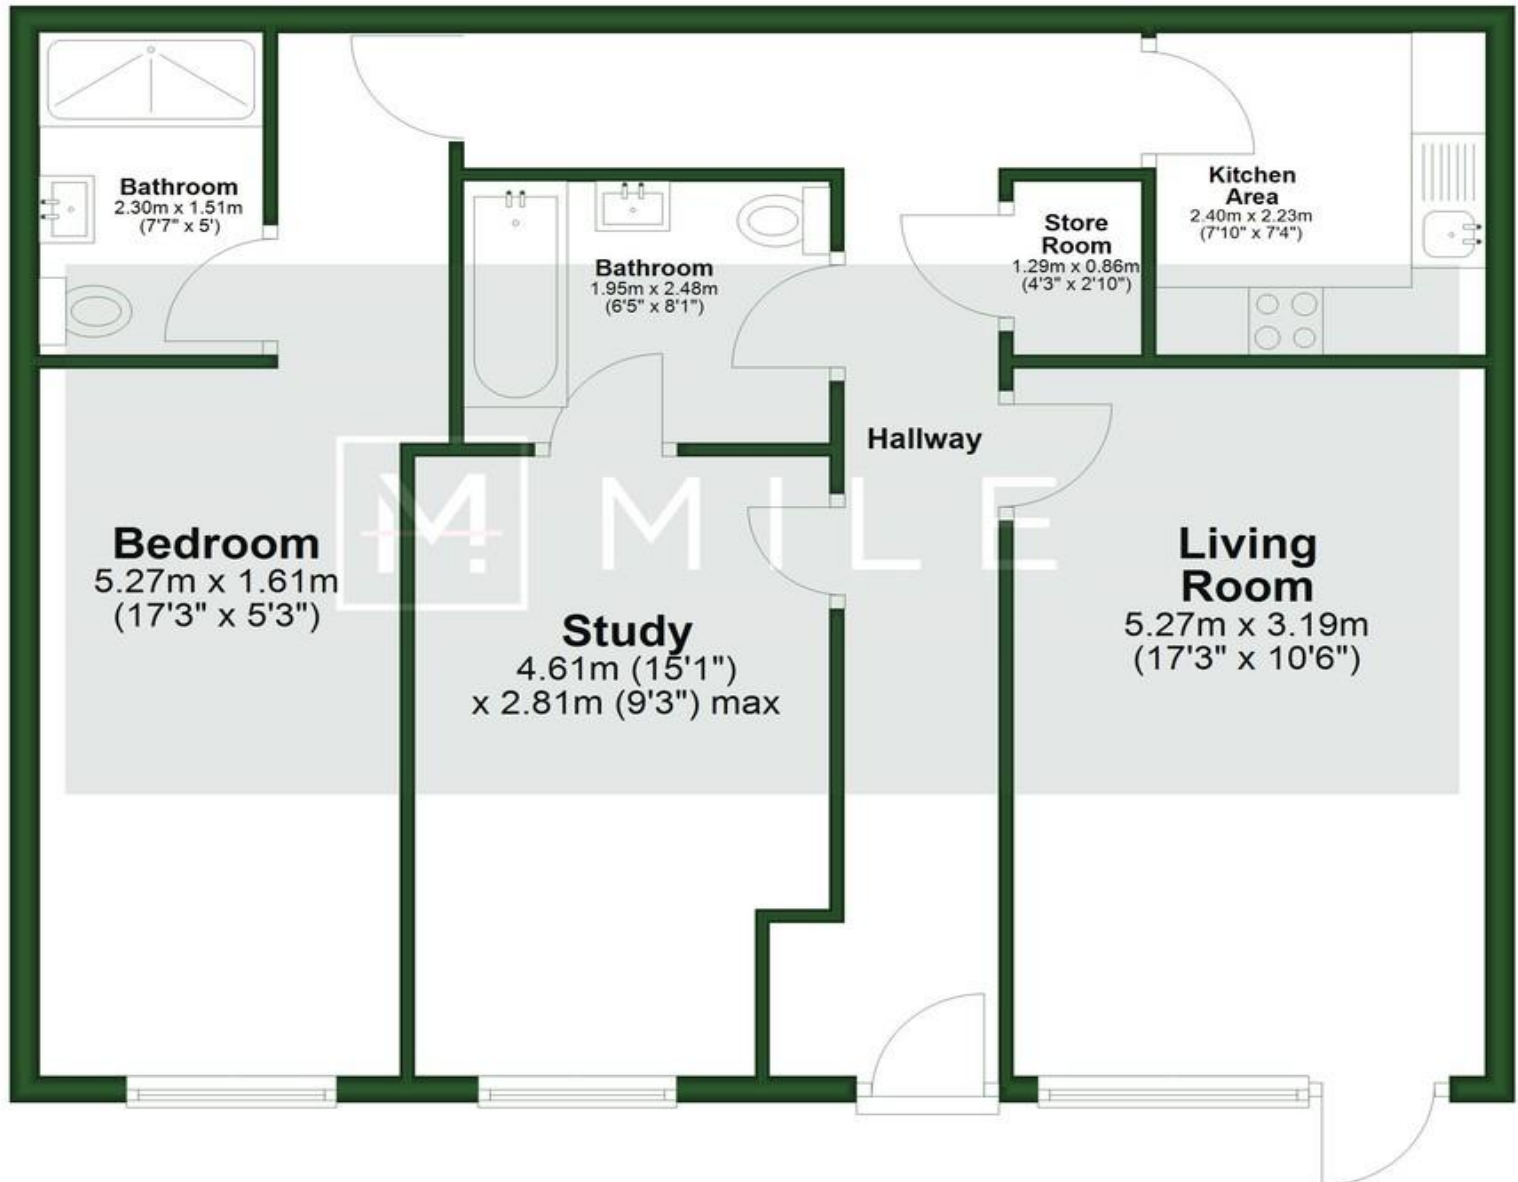 Bathroom
2.30m x 1.51m
(7'7" x 5')
Bathroom
1.95m x 2.48m
(6'5" x 8'1")
Store
Room
1.29m x 0.86m
(4'3" x 2'10")
Kitchen
Area
2.40m x 2.23m
(7'10" x 7'4")
Hallway
Bedroom
5.27m x 1.61m
(17'3" x 5'3")
M MILE
Study
4.61m (15'1")
x 2.81m (9'3") max
Living
Room
5.27m x 3.19m
(17'3" x 10'6")